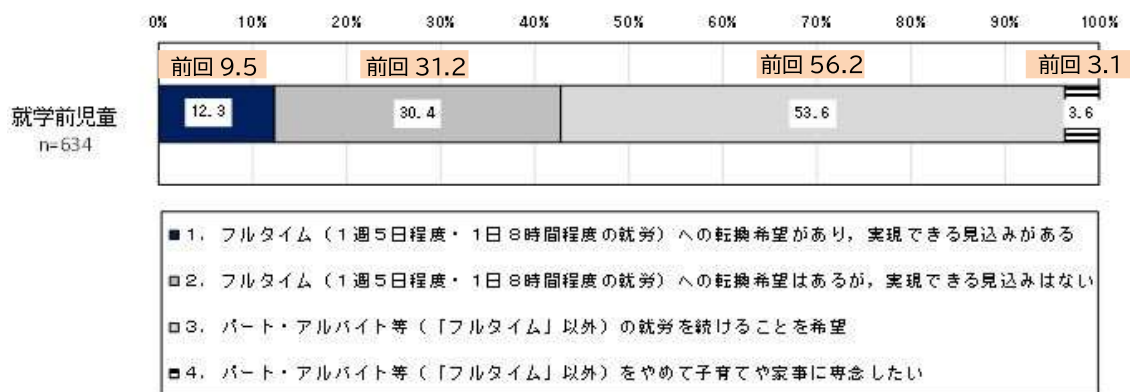 0% 10% 20% 30% 40% 50% 60% 70% 80% 90% 100%
前回 9.5 前回 31.2 前回 56.2 前回 3.1
就学前児童
n=634
12.3 30.4 53.6 3.6
1. フルタイム(1週5日程度・1日8時間程度の就労)への転換希望があり,実現できる見込みがある
2. フルタイム(1週5日程度・1日8時間程度の就労)への転換希望はあるが,実現できる見込みはない
3. パート・アルバイト等(「フルタイム」以外)の就労を続けることを希望
4. パート・アルバイト等(「フルタイム」以外)をやめて子育てや家事に専念したい